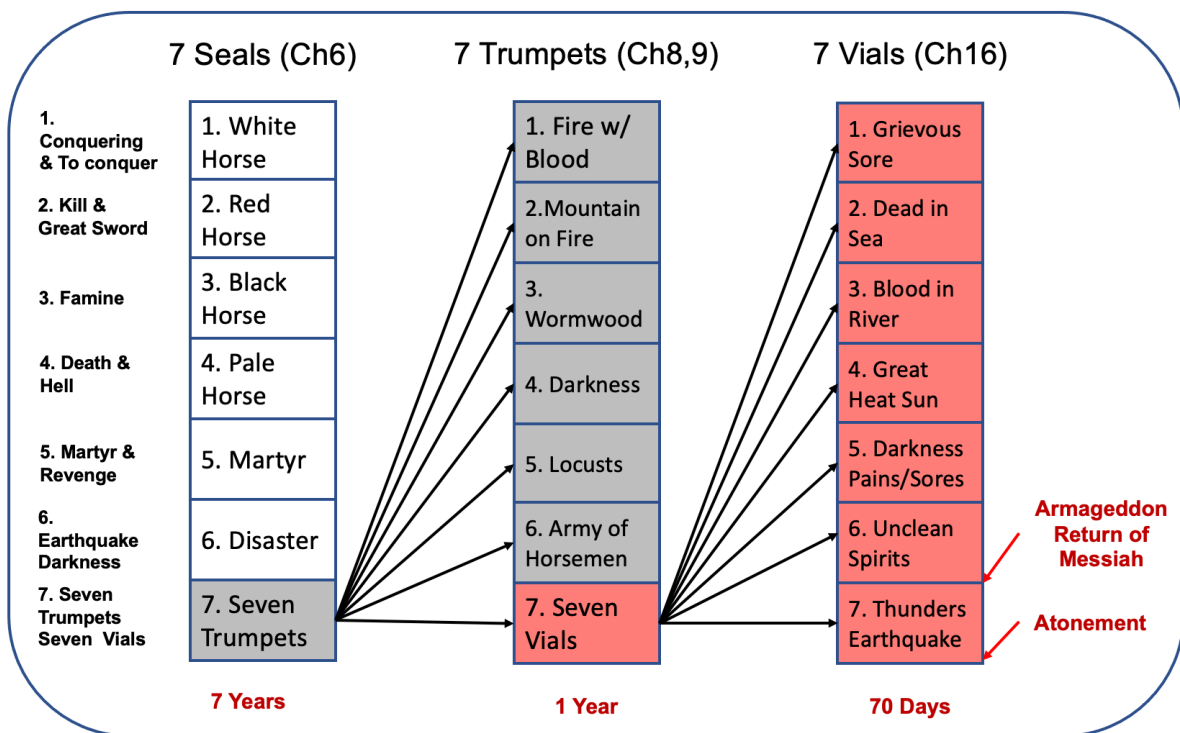 7 Seals (Ch6)
7 Trumpets (Ch8,9)
7 Vials (Ch16)
1.
Conquering
& To conquer
2. Kill &
Great Sword
3. Famine
4. Death &
Hell
5. Martyr &
Revenge
6.
Earthquake
Darkness
7. Seven
Trumpets
Seven Vials
1. White
Horse
2. Red
Horse
3. Black
Horse
4. Pale
Horse
5. Martyr
6. Disaster
7. Seven
Trumpets
7 Years
1. Fire w/
Blood
2.Mountain
on Fire
3.
Wormwood
4. Darkness
5. Locusts
6. Army of
Horsemen
7. Seven
Vials
1 Year
1. Grievous
Sore
2. Dead in
Sea
3. Blood in
River
4. Great
Heat Sun
5. Darkness
Pains/Sores
6. Unclean
Spirits
7. Thunders
Earthquake
70 Days
Armageddon
Return of
Messiah
Atonement